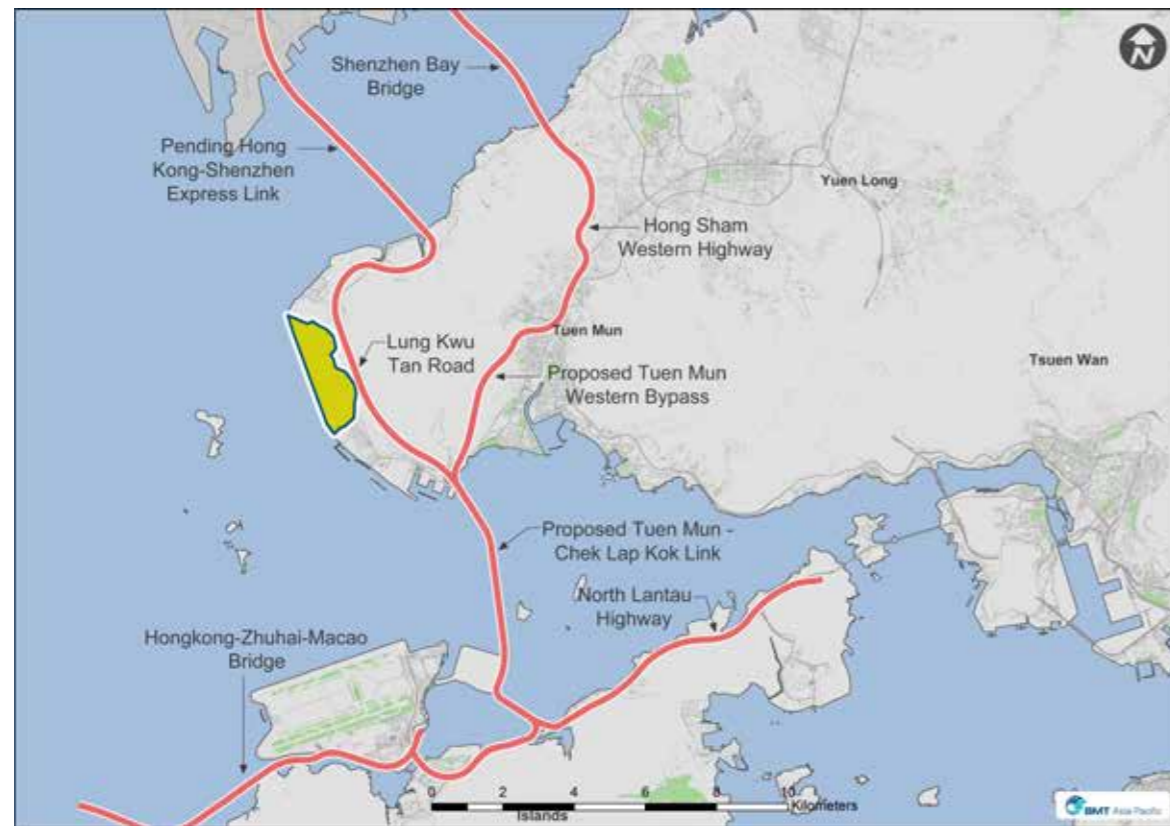 N
Shenzhen Bay
Bridge
Pending Hong
Kong-Shenzhen
Express Link
Yuen Long
Hong Sham
Western Highway
Tuen Mun
Lung Kwu
Tan Road
Tsuen Wan
Proposed Tuen Mun
Western Bypass
Proposed Tuen Mun -
Chek Lap Kok Link
North Lantau
Highway
Hongkong-Zhuhai-Macao
Bridge
0 2 4 6 8 10
Kilometers
Islands
BMT Asia Pacific